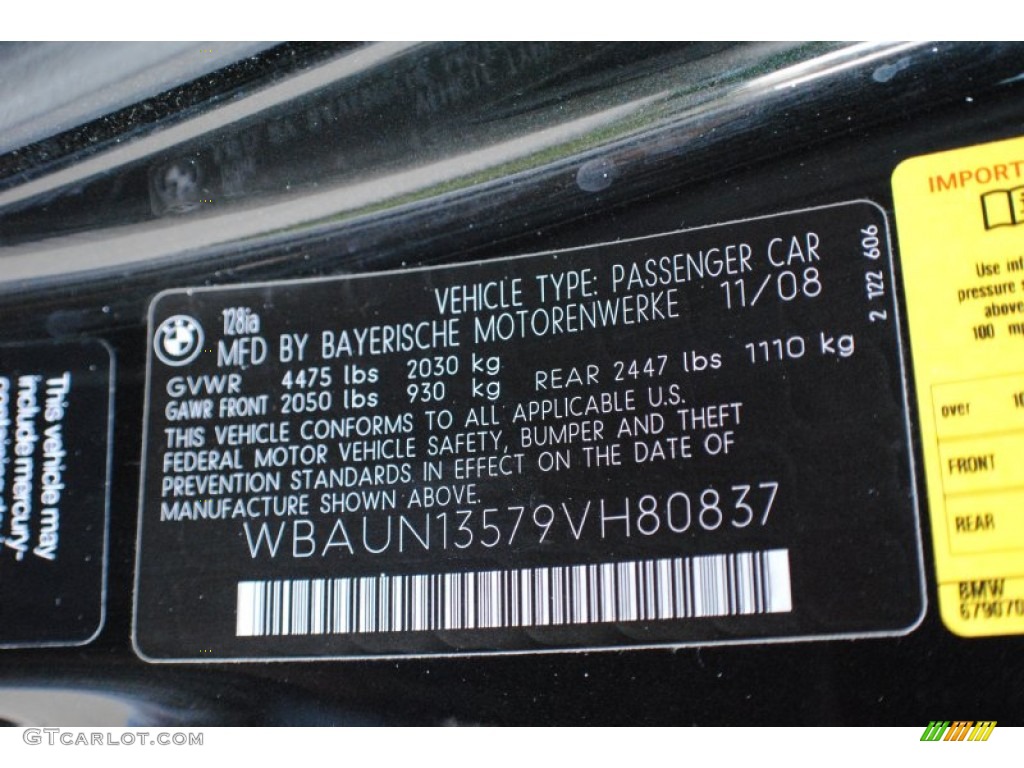 This vehicle may
include mercury-
128ia
VEHICLE TYPE: PASSENGER CAR
MFD BY BAYERISCHE MOTORENWERKE 11/08
2 122 606
GVWR 4475 lbs 2030 kg
GAWR FRONT 2050 lbs 930 kg REAR 2447 lbs 1110 kg
THIS VEHICLE CONFORMS TO ALL APPLICABLE U.S.
FEDERAL MOTOR VEHICLE SAFETY, BUMPER AND THEFT
PREVENTION STANDARDS IN EFFECT ON THE DATE OF
MANUFACTURE SHOWN ABOVE.
WBAUN13579VH80837
IMPORT
Use inf
pressure
above
100
over
FRONT
REAR
BMW
67907
GTCARLOT.COM